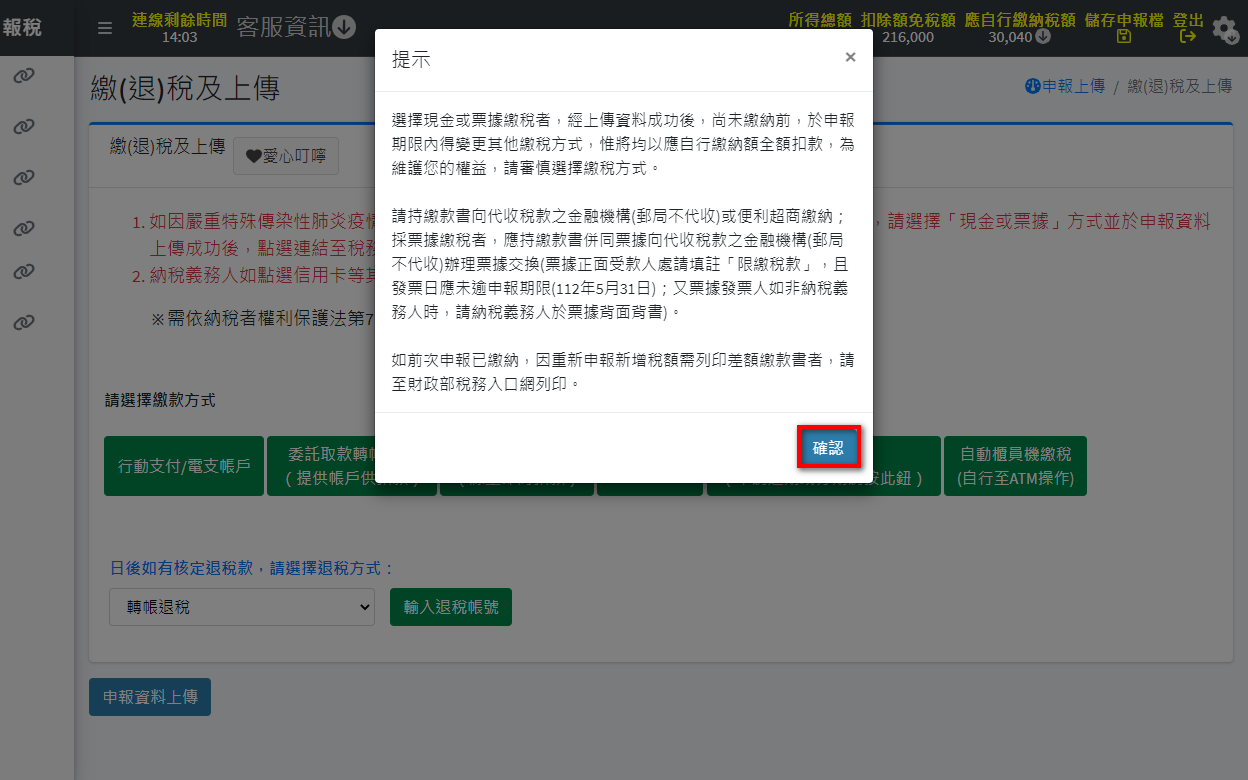 報稅
連線剩餘時間
14:03
客服資訊
所得總額 扣除額免稅額 應自行繳納稅額 儲存申報檔 登出
216,000 30,040
繳(退)稅及上傳
申報上傳 / 繳(退)稅及上傳
繳(退)稅及上傳 愛心叮嚀
提示
×
選擇現金或票據繳稅者，經上傳資料成功後，尚未繳納前，於申報
期限內得變更其他繳稅方式，惟將均以應自行繳納額全額扣款，為
維護您的權益，請審慎選擇繳稅方式。
請持繳款書向代收稅款之金融機構(郵局不代收)或便利超商繳納；
採票據繳稅者，應持繳款書併同票據向代收稅款之金融機構(郵局
不代收)辦理票據交換(票據正面受款人處請填註「限繳稅款」，且
發票日應未逾申報期限(112年5月31日)；又票據發票人如非納稅義
務人時，請納稅義務人於票據背面背書)。
如前次申報已繳納，因重新申報新增稅額需列印差額繳款書者，請
至財政部稅務入口網列印。
確認
1. 如因嚴重特殊傳染性肺炎疫情
，請選擇「現金或票據」方式並於申報資料
上傳成功後，點選連結至稅務
2. 納稅義務人如點選信用卡等其
※需依納稅者權利保護法第7
請選擇繳款方式
行動支付/電支帳戶
委託取款轉帳
(提供帳戶供
按此鈕)
自動櫃員機繳稅
(自行至ATM操作)
日後如有核定退稅款，請選擇退稅方式：
轉帳退稅
輸入退稅帳號
申報資料上傳